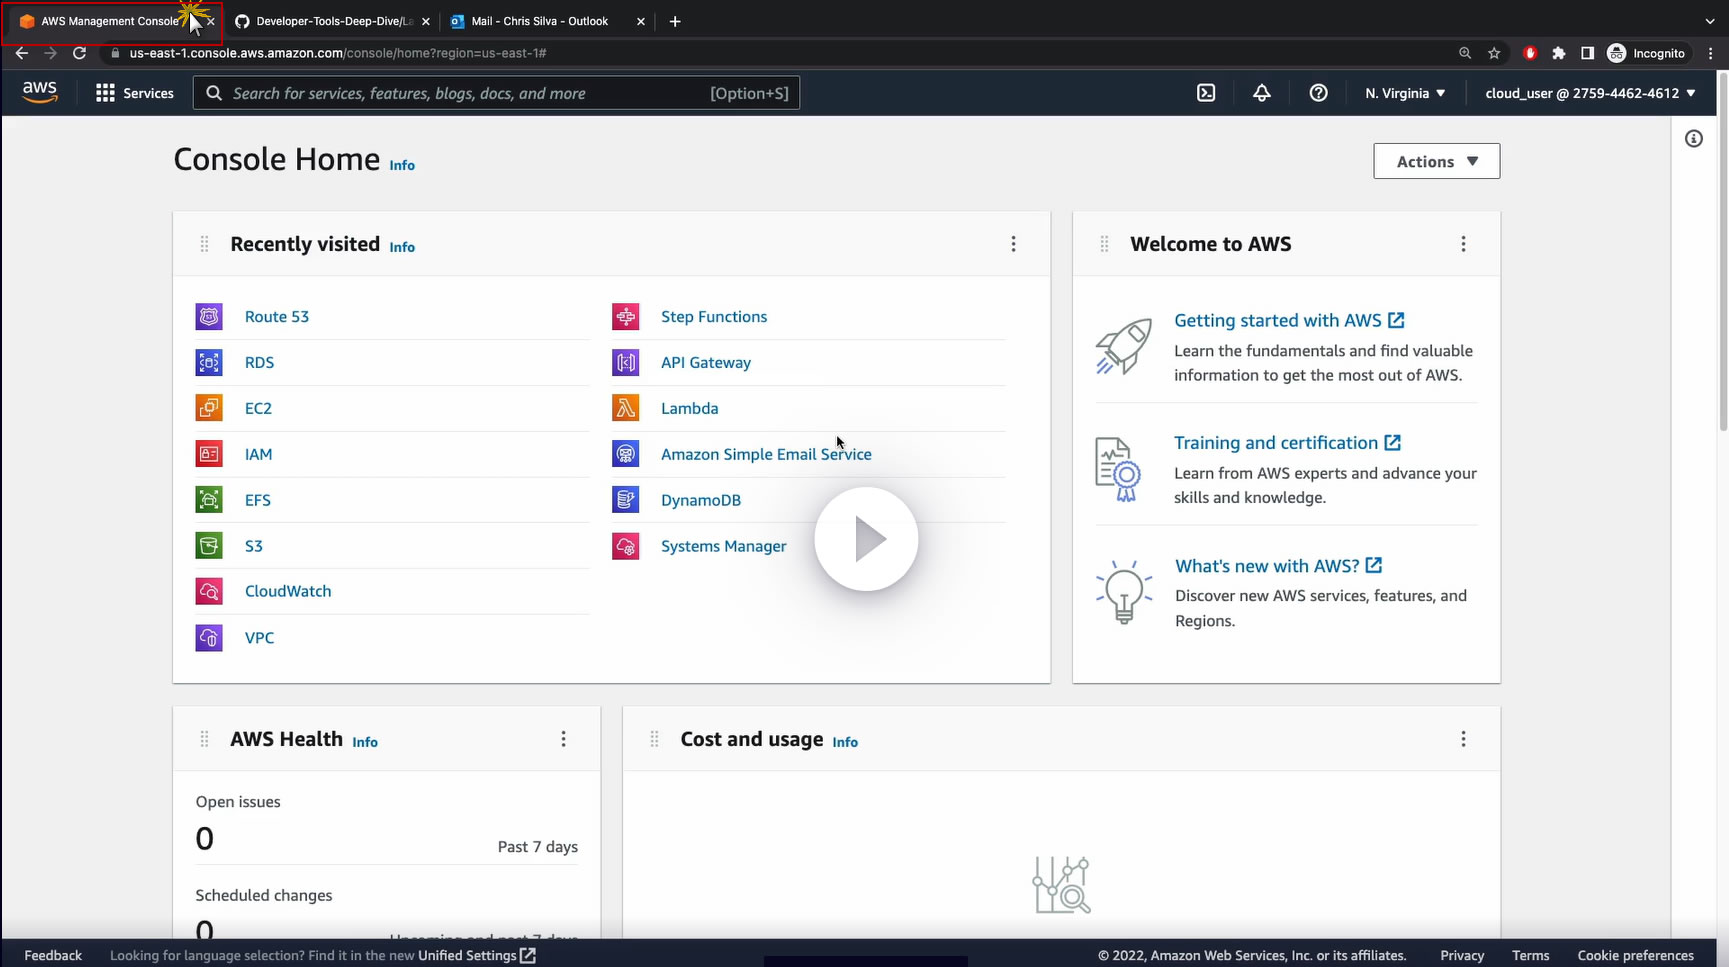 AWS Management Console
Developer-Tools-Deep-Dive/La
Mail - Chris Silva - Outlook
us-east-1.console.aws.amazon.com/console/home?region=us-east-1#
Incognito
aws
Services
Search for services, features, blogs, docs, and more
[Option+S]
N. Virginia
cloud_user @ 2759-4462-4612
Console Home Info
Actions
Recently visited Info
Route 53
RDS
EC2
IAM
EFS
S3
CloudWatch
VPC
Step Functions
API Gateway
Lambda
Amazon Simple Email Service
DynamoDB
Systems Manager
Welcome to AWS
Getting started with AWS
Learn the fundamentals and find valuable
information to get the most out of AWS.
Training and certification
Learn from AWS experts and advance your
skills and knowledge.
What's new with AWS?
Discover new AWS services, features, and
Regions.
AWS Health Info
Open issues
0
Past 7 days
Scheduled changes
0
Upcoming and past 7 days
Cost and usage Info
Feedback
Looking for language selection? Find it in the new Unified Settings
© 2022, Amazon Web Services, Inc. or its affiliates.
Privacy
Terms
Cookie preferences